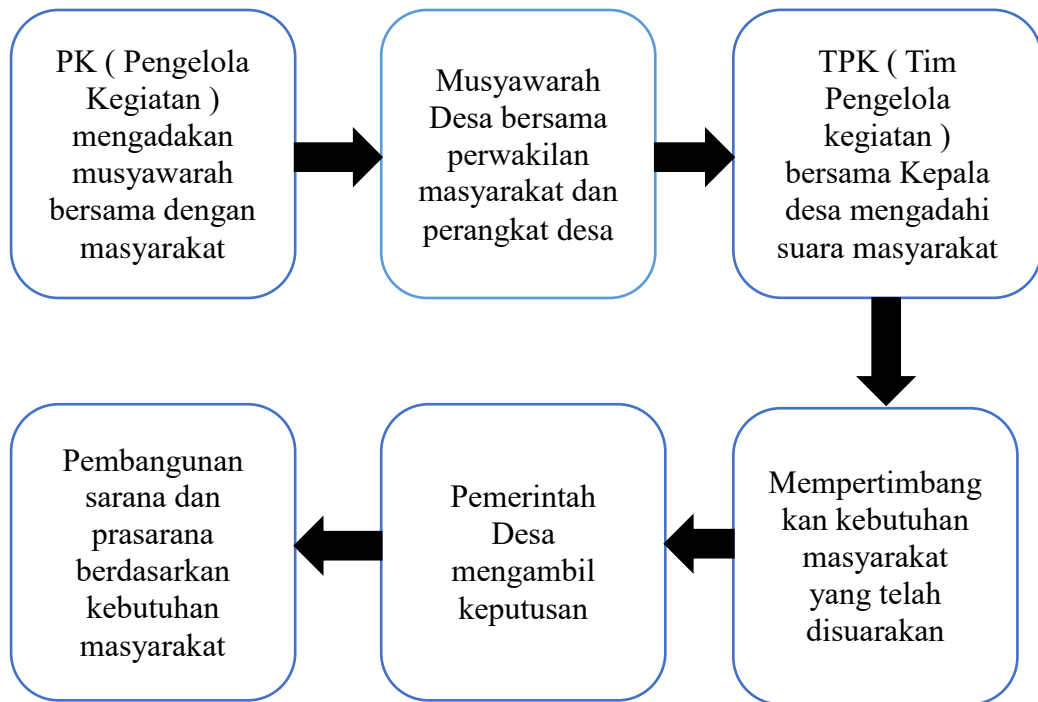 PK ( Pengelola
Kegiatan )
mengadakan
musyawarah
bersama dengan
masyarakat
Musyawarah
Desa bersama
perwakilan
masyarakat dan
perangkat desa
TPK ( Tim
Pengelola
kegiatan )
bersama Kepala
desa mengadahi
suara masyarakat
Mempertimbang
kan kebutuhan
masyarakat
yang telah
disuarakan
Pemerintah
Desa
mengambil
keputusan
Pembangunan
sarana dan
prasarana
berdasarkan
kebutuhan
masyarakat